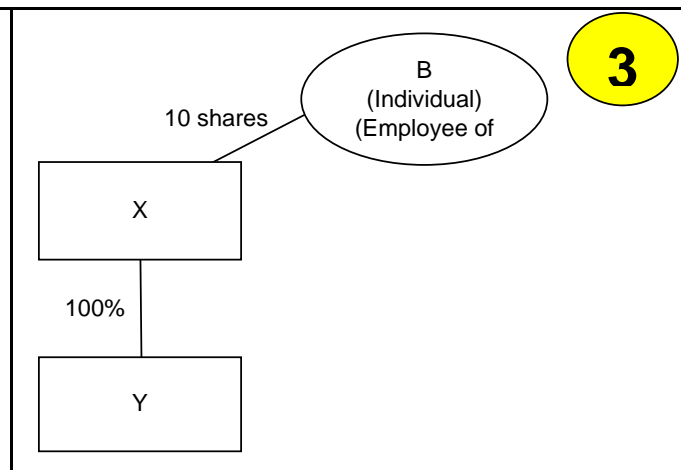 3
B
(Individual)
(Employee of
10 shares
X
100%
Y